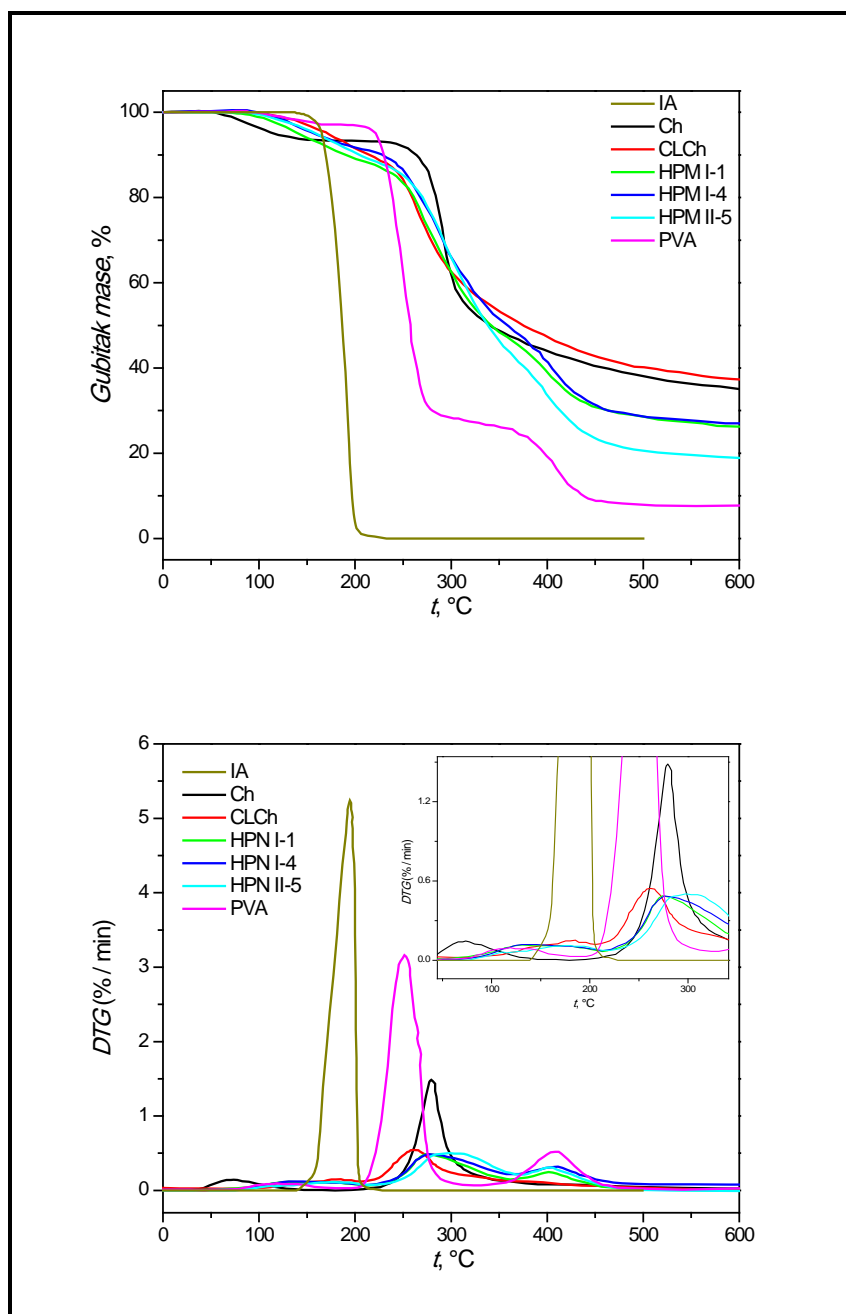 100
80
60
40
20
0
Gubitak mase, %
IA
Ch
CLCh
HPM I-1
HPM I-4
HPM II-5
PVA
0 100 200 300 400 500 600
t, °C
6
5
4
3
2
1
0
DTG (% / min)
IA
Ch
CLCh
HPN I-1
HPN I-4
HPN II-5
PVA
1.2
0.6
0.0
DTG (% / min)
100 200 300
t, °C
0 100 200 300 400 500 600
t, °C